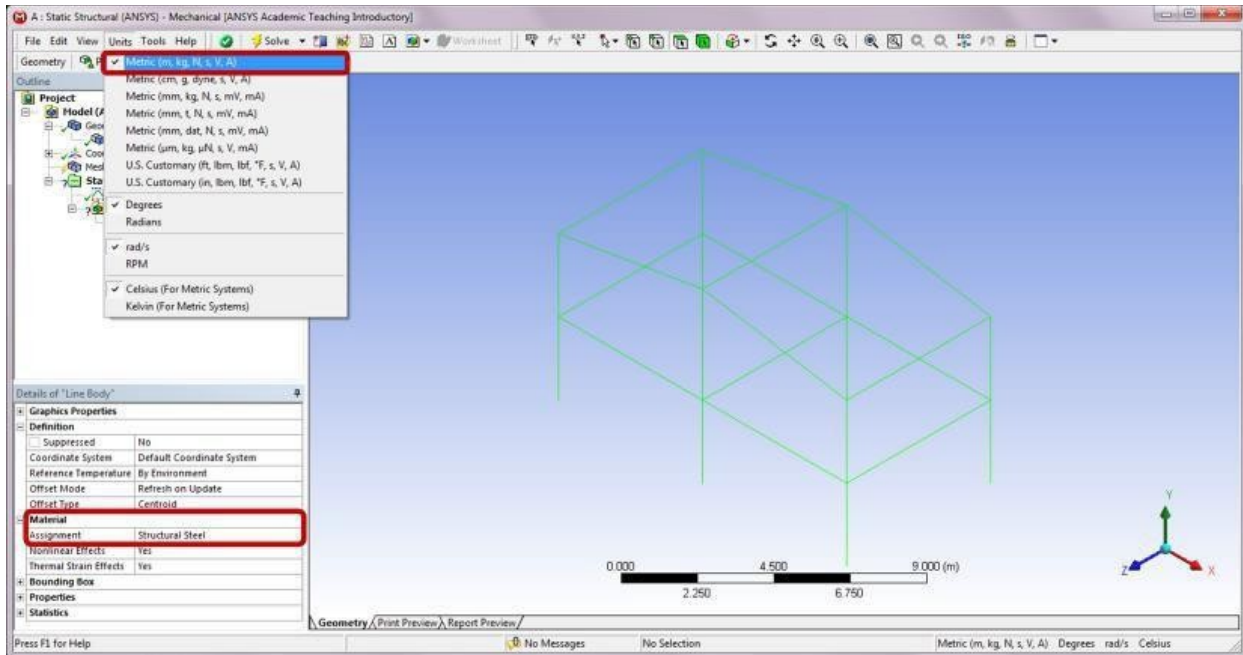 A : Static Structural (ANSYS) - Mechanical [ANSYS Academic Teaching Introductory]
File Edit View Units Tools Help Solve Worksheet
Geometry
Metric (m, kg, N, s, V, A)
Metric (cm, g, dyne, s, V, A)
Metric (mm, kg, N, s, mV, mA)
Metric (mm, t, N, s, mV, mA)
Metric (mm, dat, N, s, mV, mA)
Metric (μm, kg, μN, s, V, mA)
U.S. Customary (ft, lbm, lbf, °F, s, V, A)
U.S. Customary (in, lbm, lbf, °F, s, V, A)
Degrees
Radians
rad/s
RPM
Celsius (For Metric Systems)
Kelvin (For Metric Systems)
Outline
Project
Model (A
Geo
Coo
Mesl
Sta
Details of "Line Body"
Graphics Properties
Definition
Suppressed No
Coordinate System Default Coordinate System
Reference Temperature By Environment
Offset Mode Refresh on Update
Offset Type Centroid
Material
Assignment Structural Steel
Nonlinear Effects Yes
Thermal Strain Effects Yes
Bounding Box
Properties
Statistics
0.000 4.500 9.000 (m)
2.250 6.750
Y
Z X
Geometry Print Preview Report Preview
Press F1 for Help No Messages No Selection Metric (m, kg, N, s, V, A) Degrees rad/s Celsius